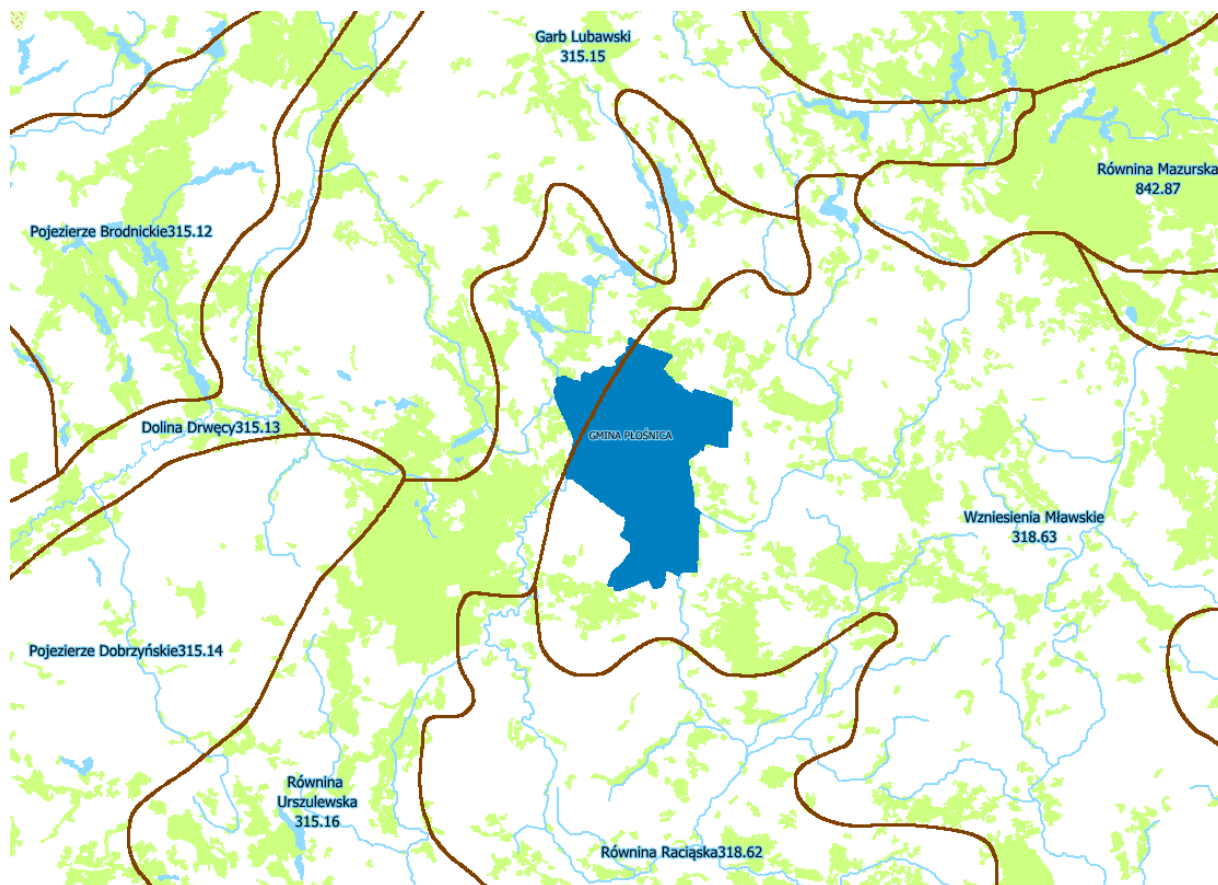 Garb Lubawski
315.15
Równina Mazurska
842.87
Pojezierze Brodnickie315.12
Dolina Drwęcy315.13
GMINA PŁOŚNICA
Wzniesienia Mławskie
318.63
Pojezierze Dobrzyńskie315.14
Równina
Urszulewska
315.16
Równina Raciąska318.62